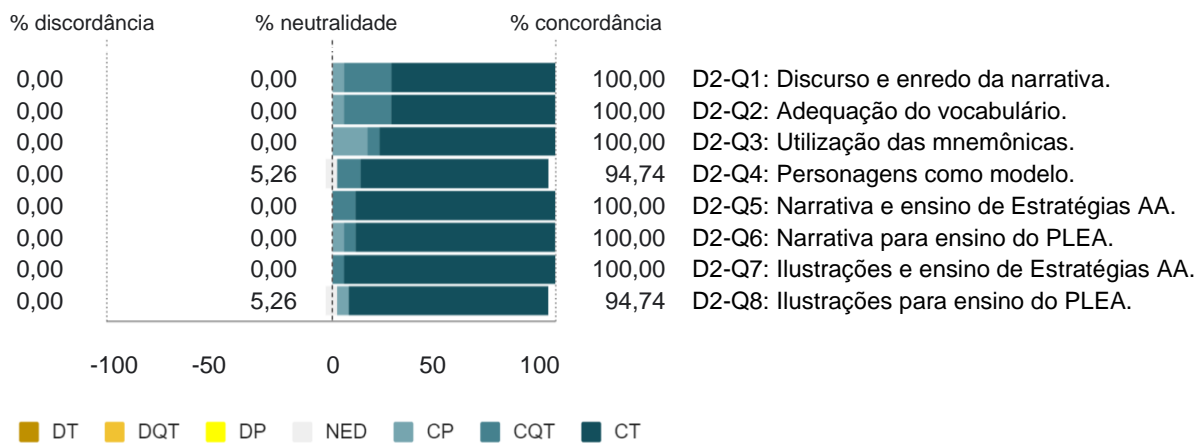 % discordância % neutralidade % concordância
0,00 0,00 100,00 D2-Q1: Discurso e enredo da narrativa.
0,00 0,00 100,00 D2-Q2: Adequação do vocabulário.
0,00 0,00 100,00 D2-Q3: Utilização das mnemônicas.
0,00 5,26 94,74 D2-Q4: Personagens como modelo.
0,00 0,00 100,00 D2-Q5: Narrativa e ensino de Estratégias AA.
0,00 0,00 100,00 D2-Q6: Narrativa para ensino do PLEA.
0,00 0,00 100,00 D2-Q7: Ilustrações e ensino de Estratégias AA.
0,00 5,26 94,74 D2-Q8: Ilustrações para ensino do PLEA.
-100 -50 0 50 100
DT DQT DP NED CP CQT CT